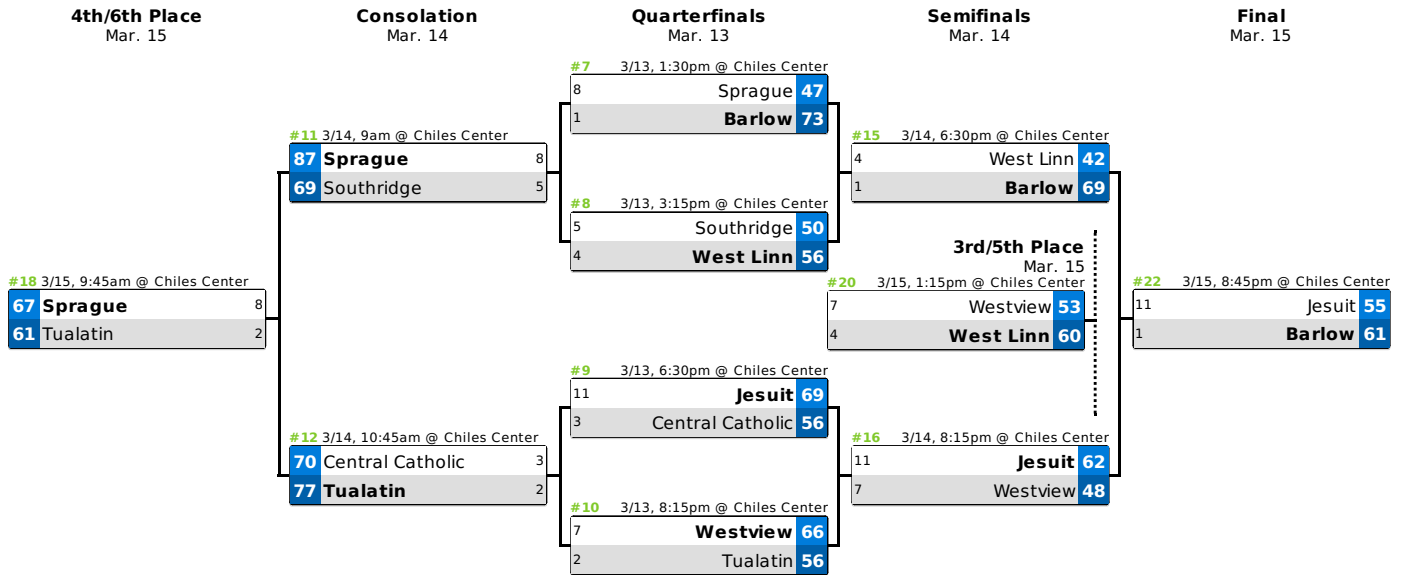 4th/6th Place
Mar. 15
Consolation
Mar. 14
Quarterfinals
Mar. 13
Semifinals
Mar. 14
Final
Mar. 15
#18 3/15, 9:45am @ Chiles Center
67 Sprague 8
61 Tualatin 2
#11 3/14, 9am @ Chiles Center
87 Sprague 8
69 Southridge 5
#12 3/14, 10:45am @ Chiles Center
70 Central Catholic 3
77 Tualatin 2
#7 3/13, 1:30pm @ Chiles Center
8 Sprague 47
1 Barlow 73
#8 3/13, 3:15pm @ Chiles Center
5 Southridge 50
4 West Linn 56
#9 3/13, 6:30pm @ Chiles Center
11 Jesuit 69
3 Central Catholic 56
#10 3/13, 8:15pm @ Chiles Center
7 Westview 66
2 Tualatin 56
#15 3/14, 6:30pm @ Chiles Center
4 West Linn 42
1 Barlow 69
3rd/5th Place
Mar. 15
#20 3/15, 1:15pm @ Chiles Center
7 Westview 53
4 West Linn 60
#16 3/14, 8:15pm @ Chiles Center
11 Jesuit 62
7 Westview 48
#22 3/15, 8:45pm @ Chiles Center
11 Jesuit 55
1 Barlow 61